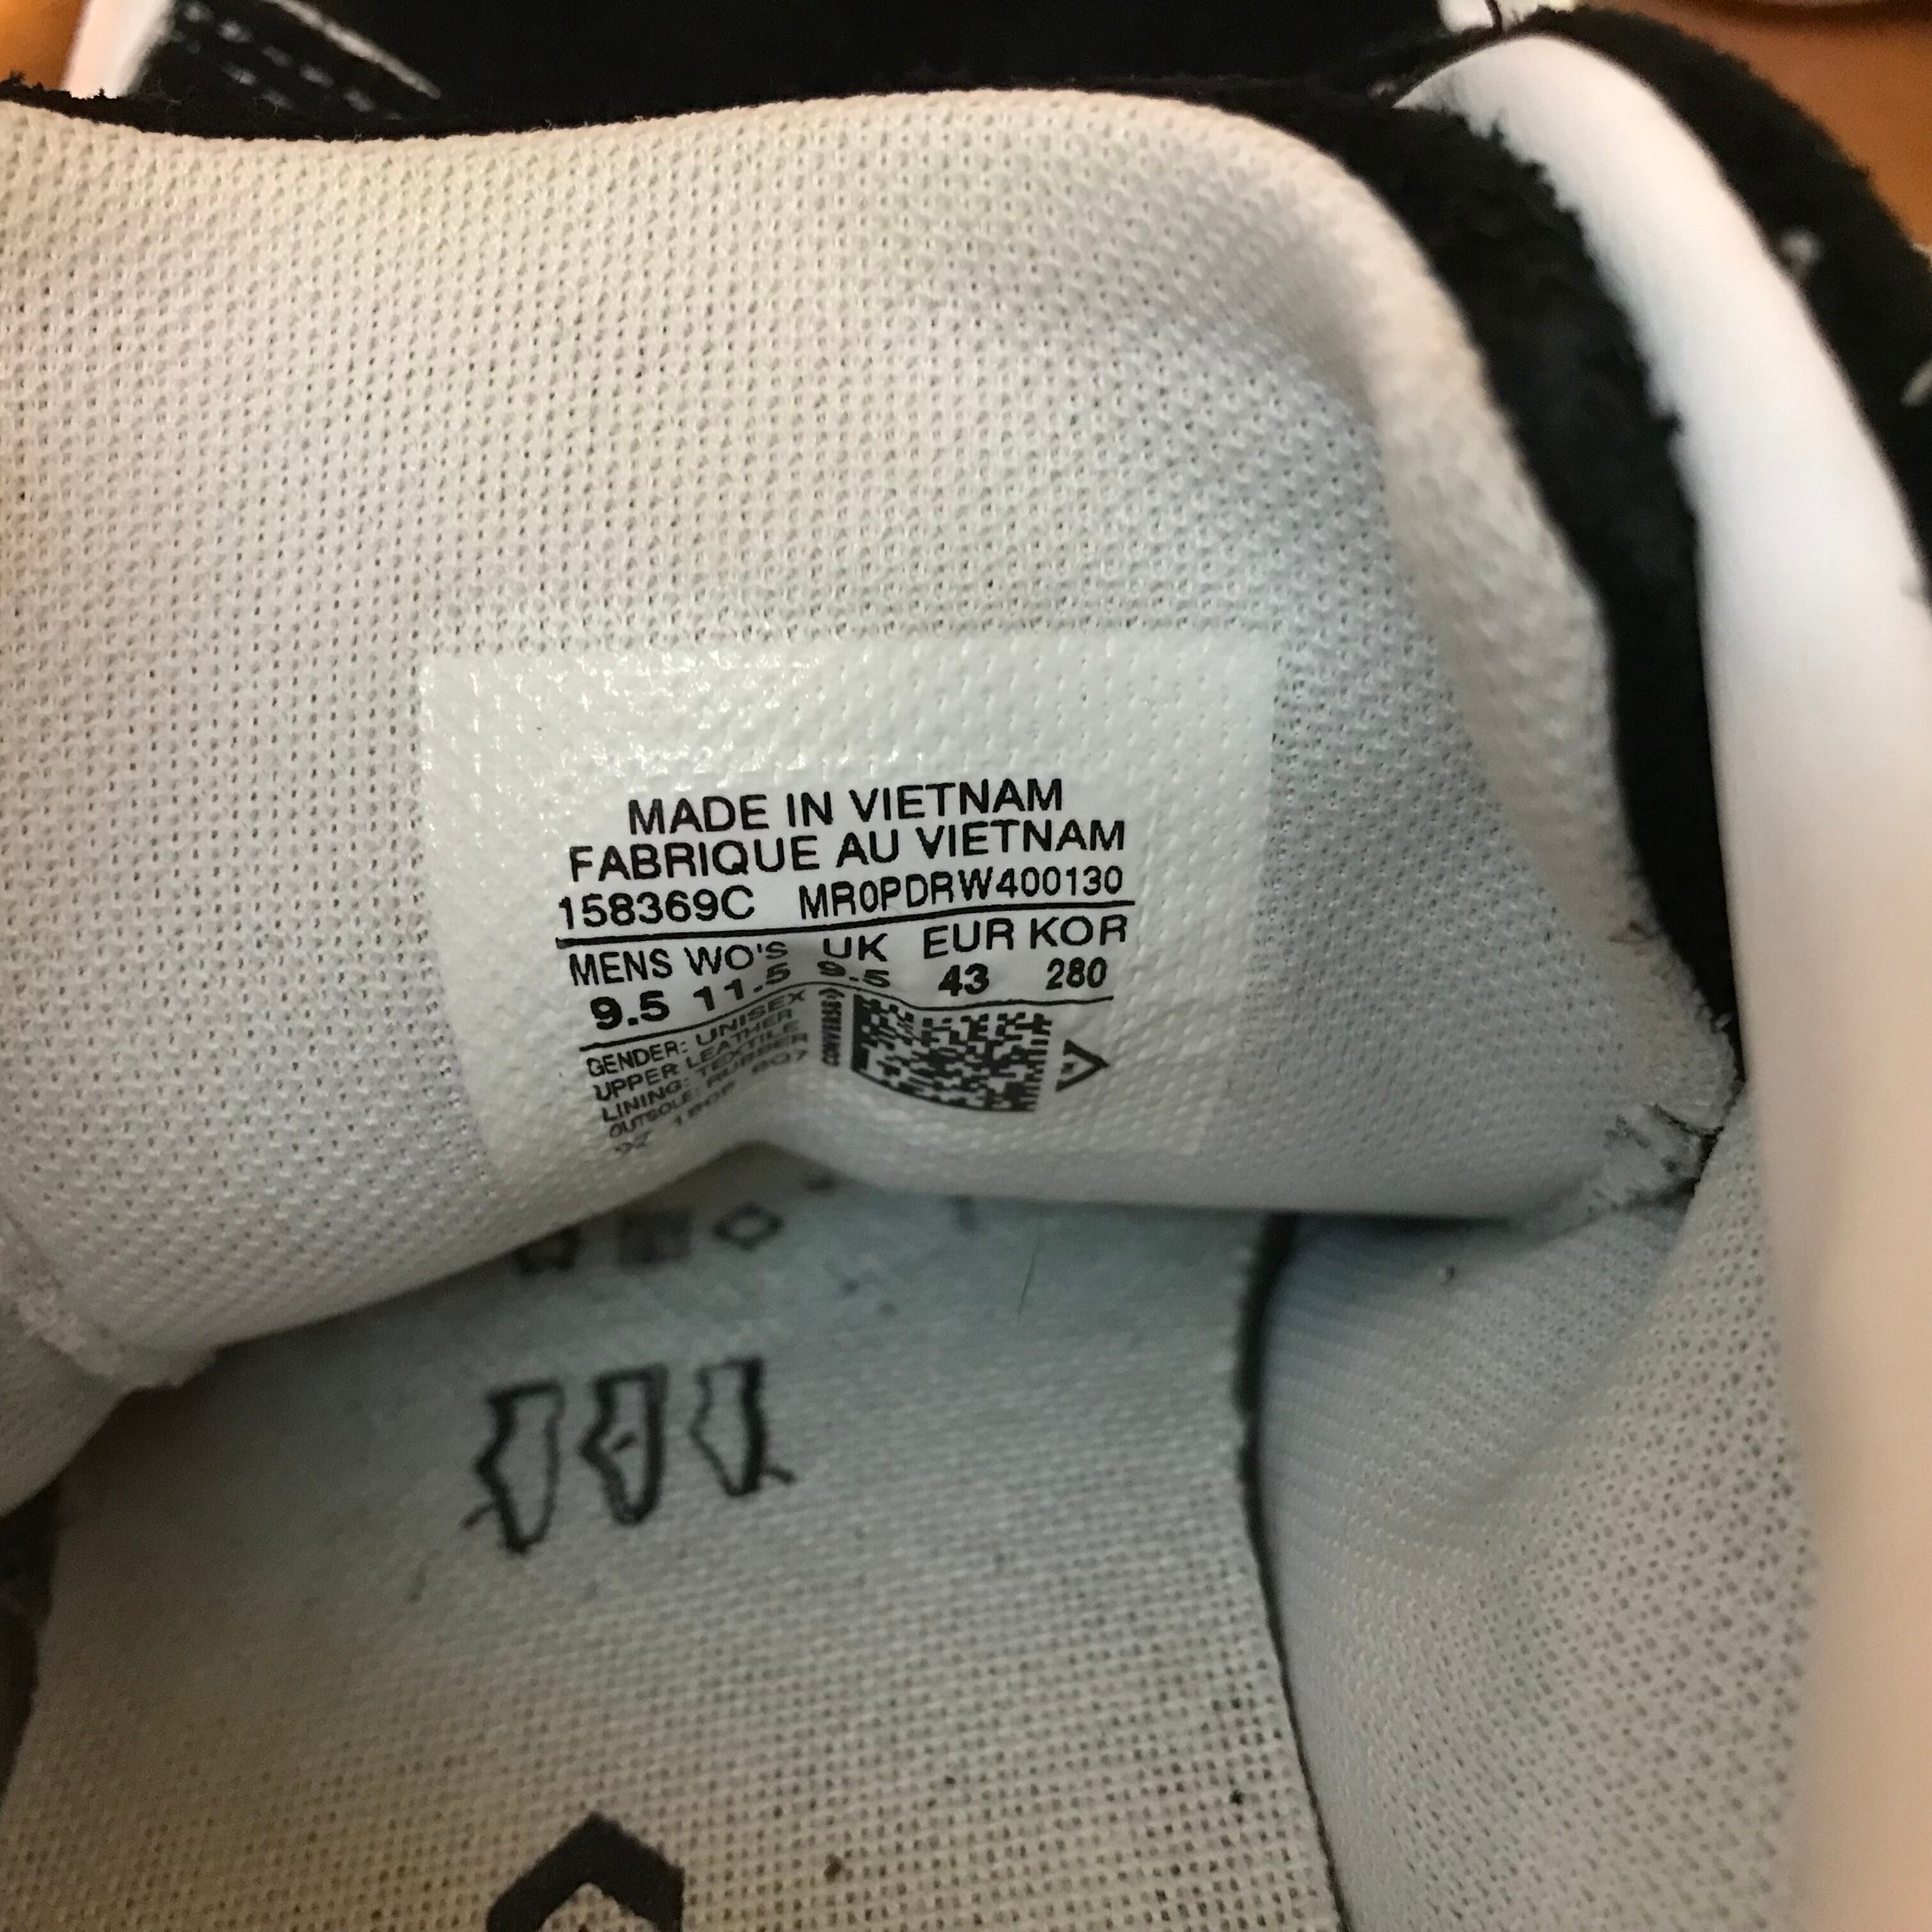 MADE IN VIETNAM
FABRIQUE AU VIETNAM
158369C MR0PDRW400130
MENS WO'S UK EUR KOR
9.5 11.5 9.5 43 280
GENDER: UNISEX
UPPER: LEATHER
LINING: TEXTILE
OUTSOLE: RUBBER
CONVERSE